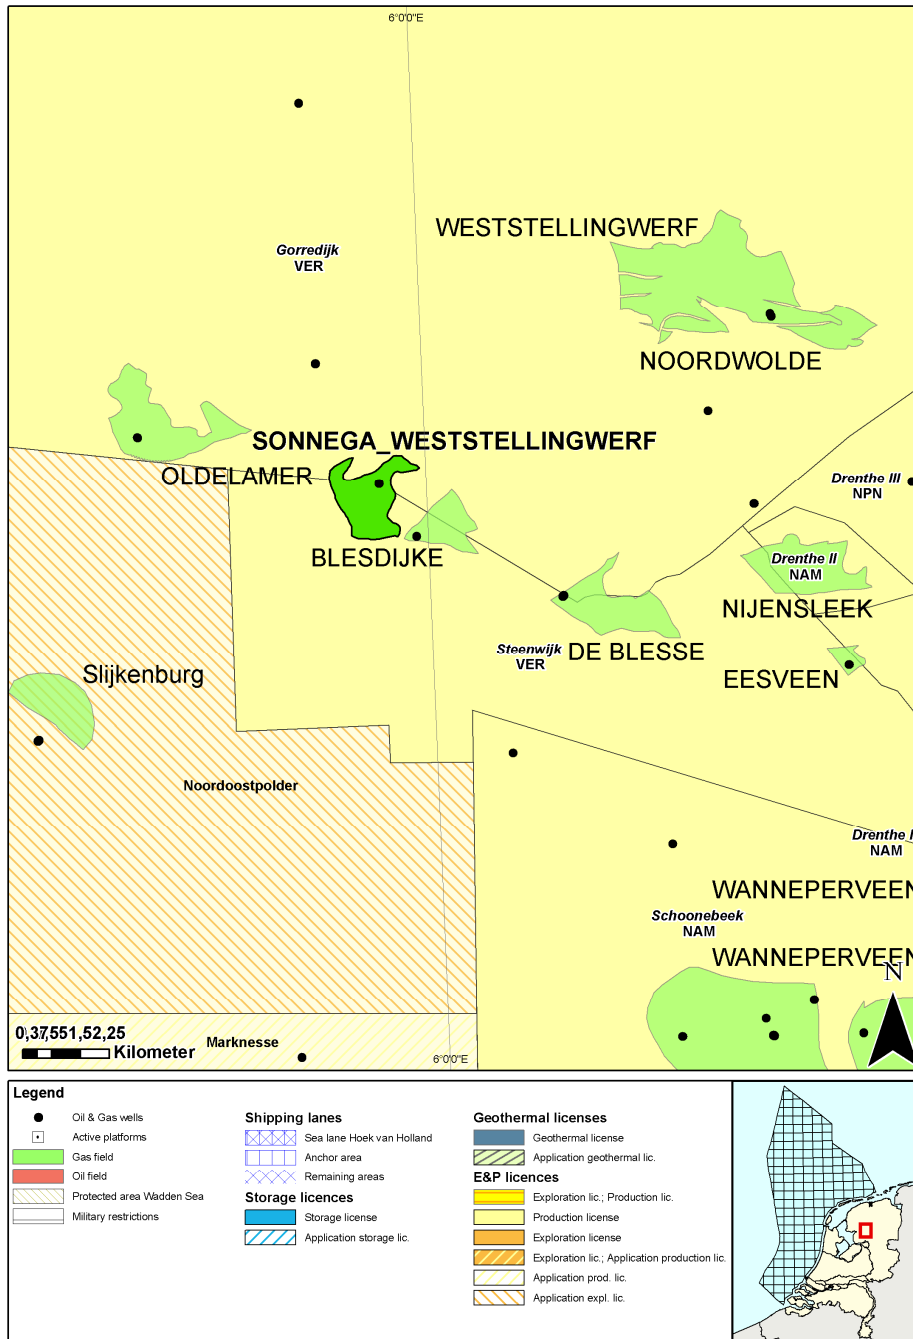 6°0'0"E
WESTSTELLINGWERF
Gorredijk
VER
NOORDWOLDE
SONNEGA_WESTSTELLINGWERF
OLDELAMER
Drenthe III
NPN
BLESDIJKE
Drenthe II
NAM
NIJENSLEEK
Steenwijk
VER
DE BLESSE
EESVEEN
Slijkenburg
Noordoostpolder
Drenthe I
NAM
WANNEPERVEEN
Schoonebeek
NAM
WANNEPERVEEN
N
Kilometer
Marknesse
6°0'0"E
Legend
Oil & Gas wells
Active platforms
Gas field
Oil field
Protected area Wadden Sea
Military restrictions
Shipping lanes
Sea lane Hoek van Holland
Anchor area
Remaining areas
Storage licences
Storage license
Application storage lic.
Geothermal licenses
Geothermal license
Application geothermal lic.
E&P licences
Exploration lic.; Production lic.
Production license
Exploration license
Exploration lic.; Application production lic.
Application prod. lic.
Application expl. lic.